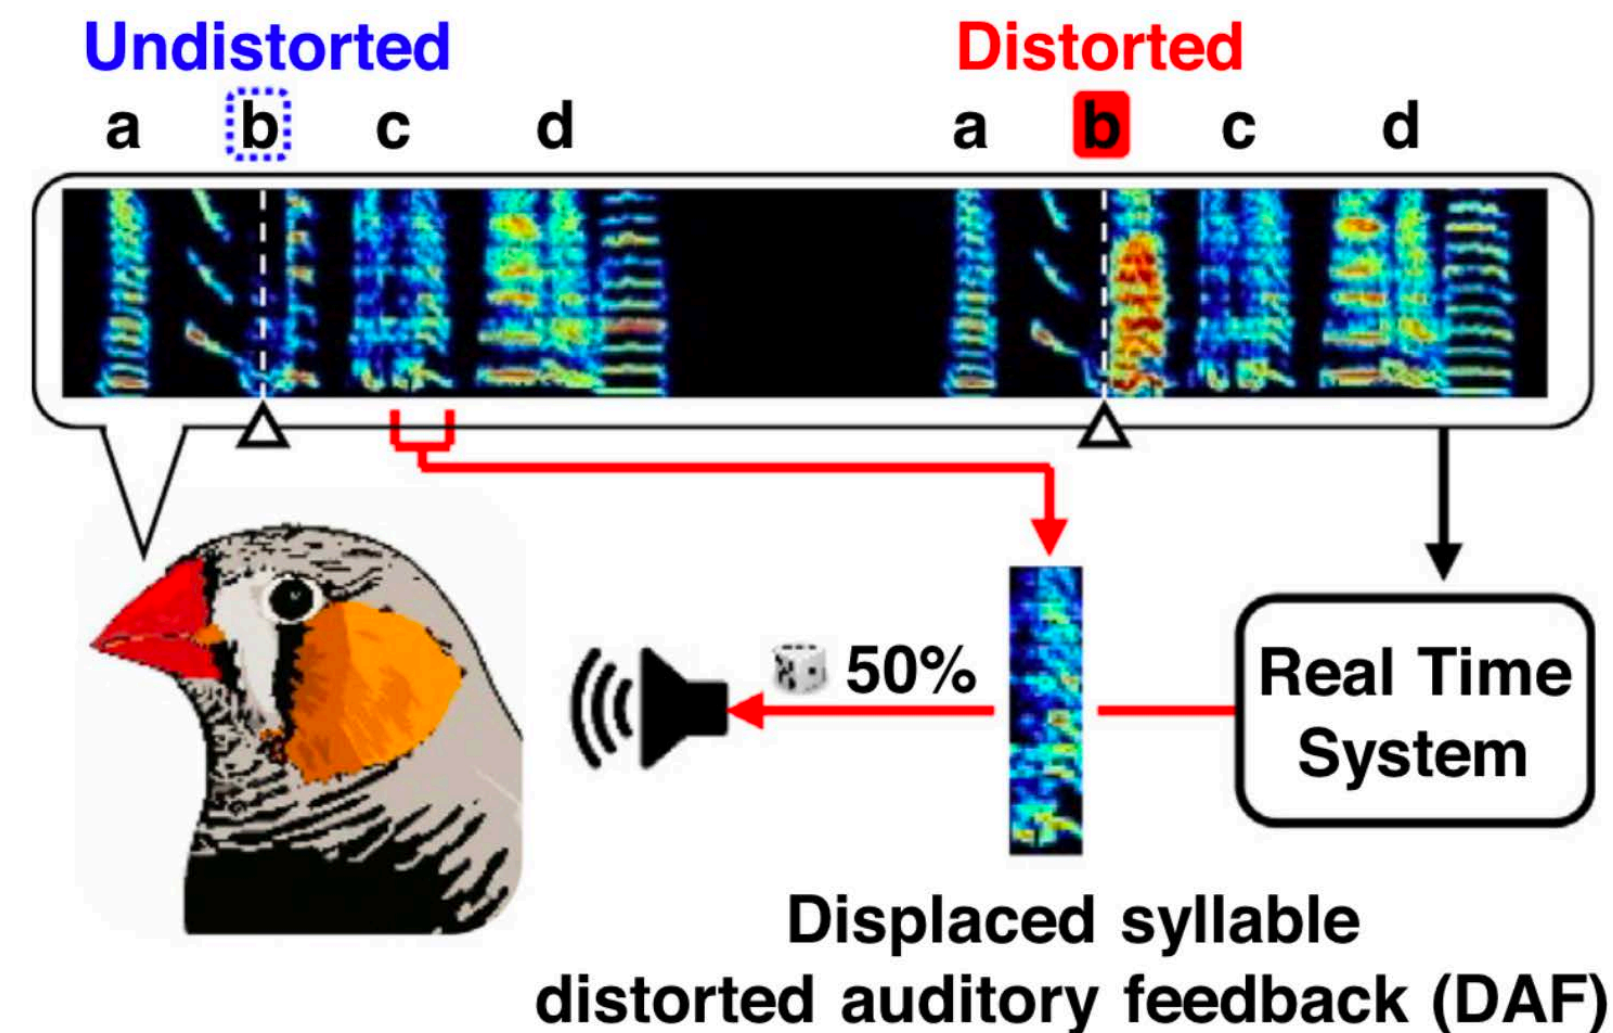 Undistorted Distorted
a b c d a b c d
50%
Real Time
System
Displaced syllable
distorted auditory feedback (DAF)